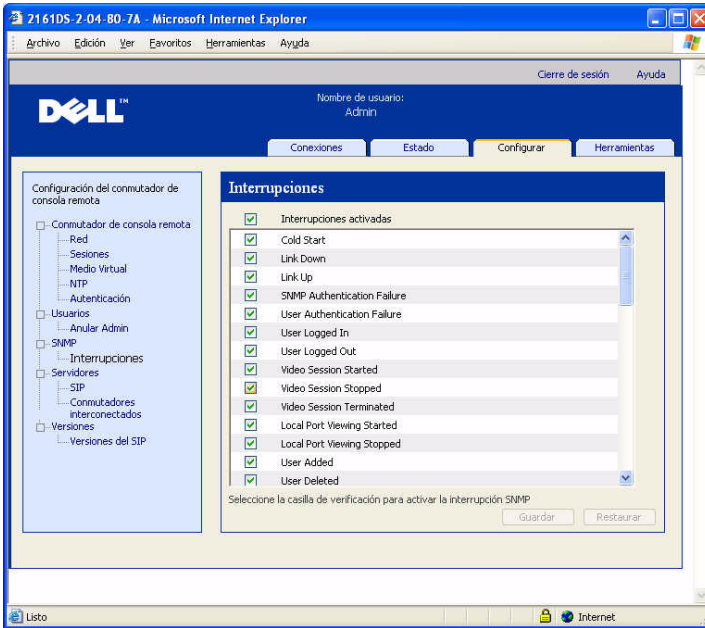 2161DS-2-04-80-7A - Microsoft Internet Explorer
Archivo Edición Ver Favoritos Herramientas Ayuda
Cierre de sesión Ayuda
DELL™
Nombre de usuario:
Admin
Conexiones Estado Configurar Herramientas
Configuración del conmutador de
consola remota
Conmutador de consola remota
Red
Sesiones
Medio Virtual
NTP
Autenticación
Usuarios
Anular Admin
SNMP
Interrupciones
Servidores
SIP
Conmutadores
interconectados
Versiones
Versiones del SIP
Interrupciones
Interrupciones activadas
Cold Start
Link Down
Link Up
SNMP Authentication Failure
User Authentication Failure
User Logged In
User Logged Out
Video Session Started
Video Session Stopped
Video Session Terminated
Local Port Viewing Started
Local Port Viewing Stopped
User Added
User Deleted
Seleccione la casilla de verificación para activar la interrupción SNMP
Guardar Restaurar
Listo Internet